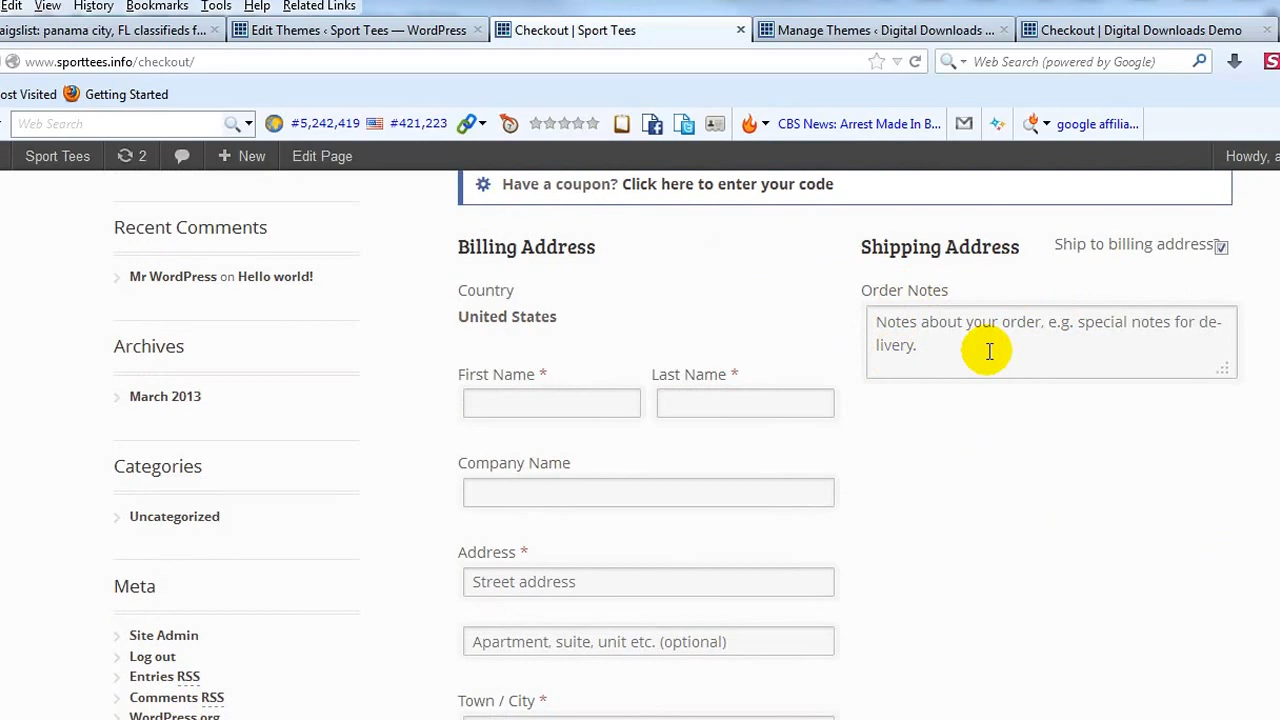 Edit View History Bookmarks Tools Help Related Links
aigslist: panama city, FL classifieds f... × Edit Themes ‹ Sport Tees — WordPress × Checkout | Sport Tees × Manage Themes ‹ Digital Downloads ... × Checkout | Digital Downloads Demo ×
www.sporttees.info/checkout/ Web Search (powered by Google) S
ost Visited Getting Started
Web Search #5,242,419 #421,223 CBS News: Arrest Made In B... google affilia...
Sport Tees 2 New Edit Page Howdy, a
Have a coupon? Click here to enter your code
Recent Comments
Mr WordPress on Hello world!
Archives
March 2013
Categories
Uncategorized
Meta
Site Admin
Log out
Entries RSS
Comments RSS
WordPress.org
Billing Address
Country
United States
First Name * Last Name *
Company Name
Address *
Street address
Apartment, suite, unit etc. (optional)
Town / City *
Shipping Address Ship to billing address?
Order Notes
Notes about your order, e.g. special notes for de-
livery.